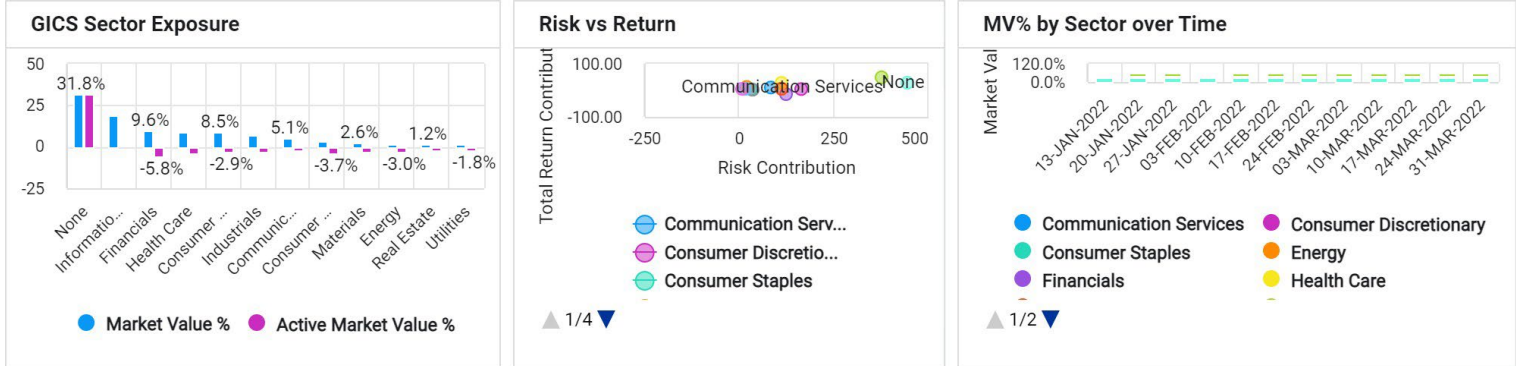 GICS Sector Exposure
50
25
0
-25
31.8%
9.6%
-5.8%
8.5%
-2.9%
5.1%
-3.7%
2.6%
-3.0%
1.2%
-1.8%
None
Informatio...
Financials
Health Care
Consumer ...
Industrials
Communic...
Consumer ...
Materials
Energy
Real Estate
Utilities
Market Value %
Active Market Value %
Risk vs Return
Total Return Contribut
100.00
-100.00
Communication Services
None
-250
0
250
500
Risk Contribution
Communication Serv...
Consumer Discretio...
Consumer Staples
1/4
MV% by Sector over Time
Market Val
120.0%
0.0%
13-JAN-2022
20-JAN-2022
27-JAN-2022
03-FEB-2022
10-FEB-2022
17-FEB-2022
24-FEB-2022
03-MAR-2022
10-MAR-2022
17-MAR-2022
24-MAR-2022
31-MAR-2022
Communication Services
Consumer Discretionary
Consumer Staples
Energy
Financials
Health Care
1/2